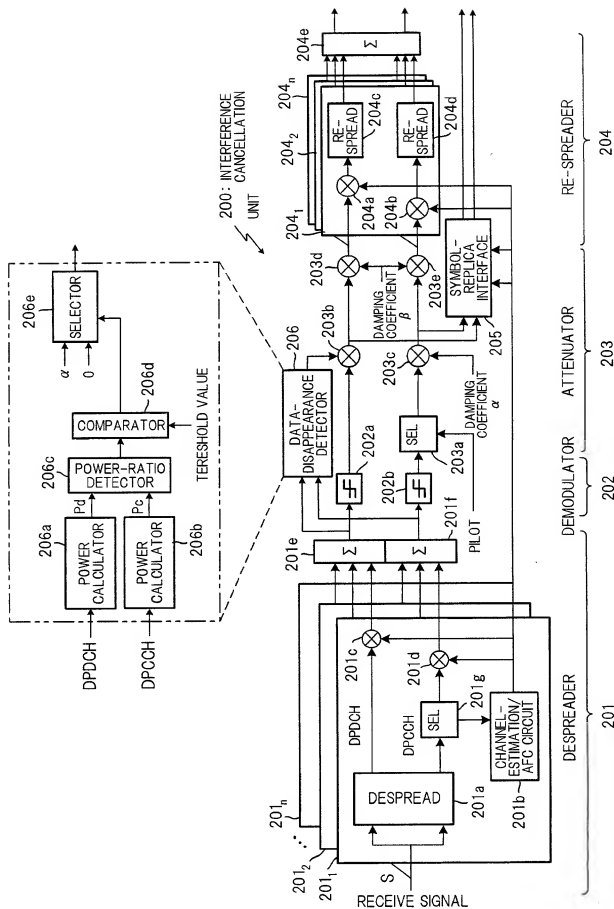 206a
POWER CALCULATOR
DPDCH
206b
POWER CALCULATOR
DPCCH
Pd
Pc
206c
POWER-RATIO DETECTOR
206d
COMPARATOR
TERESHOLD VALUE
206e
SELECTOR
α
0
200: INTERFERENCE CANCELLATION UNIT
201n
201₂
201₁
S
RECEIVE SIGNAL
DESPREAD
201a
DPDCH
201c
DPCCH
201d
SEL
201g
CHANNEL-ESTIMATION/ AFC CIRCUIT
201b
Σ
201e
Σ
201f
202a
202b
PILOT
SEL
203a
206
DATA-DISAPPEARANCE DETECTOR
203b
203c
DAMPING COEFFICIENT α
203d
203e
DAMPING COEFFICIENT β
SYMBOL-REPLICA INTERFACE
205
204n
204₂
204₁
204a
204b
RE-SPREAD
204c
RE-SPREAD
204d
204e
Σ
DESPREADER
201
DEMODULATOR
202
ATTENUATOR
203
RE-SPREADER
204